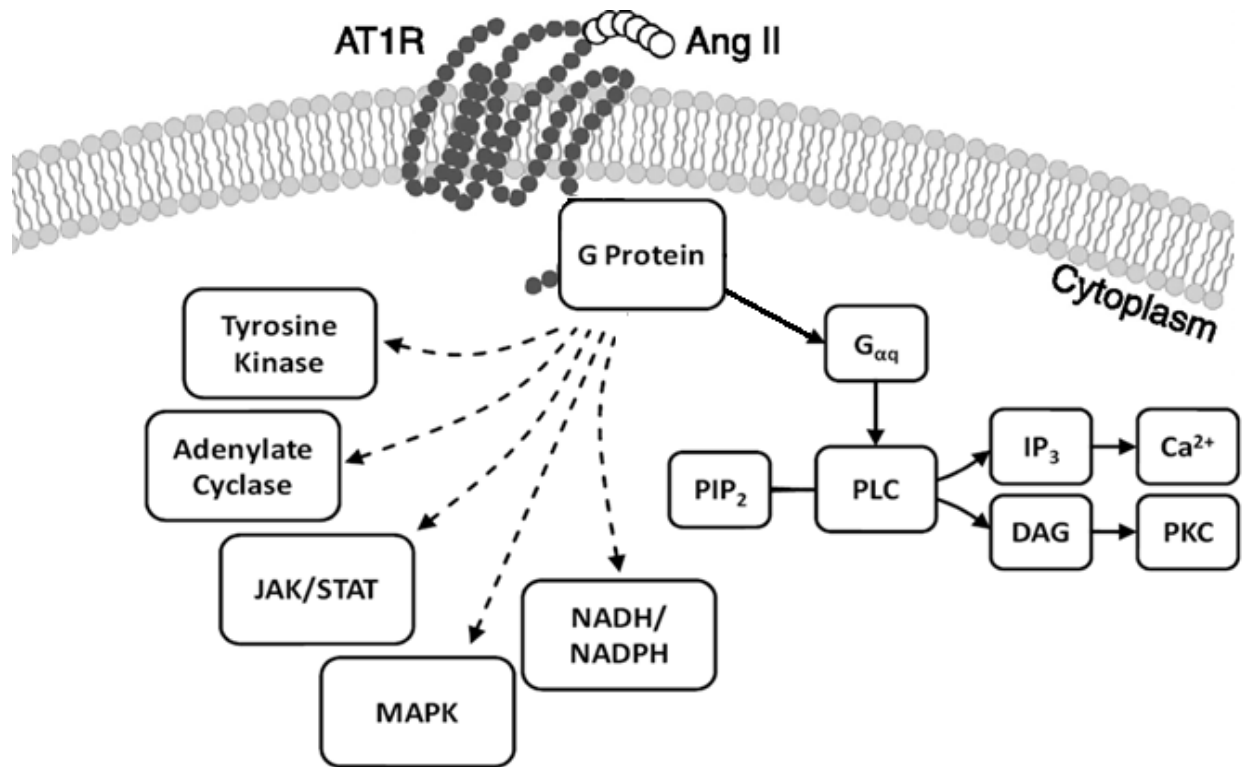 AT1R
Ang II
G Protein
Cytoplasm
Tyrosine
Kinase
G αq
Adenylate
Cyclase
PIP₂
PLC
IP₃
Ca²⁺
DAG
PKC
JAK/STAT
NADH/
NADPH
MAPK